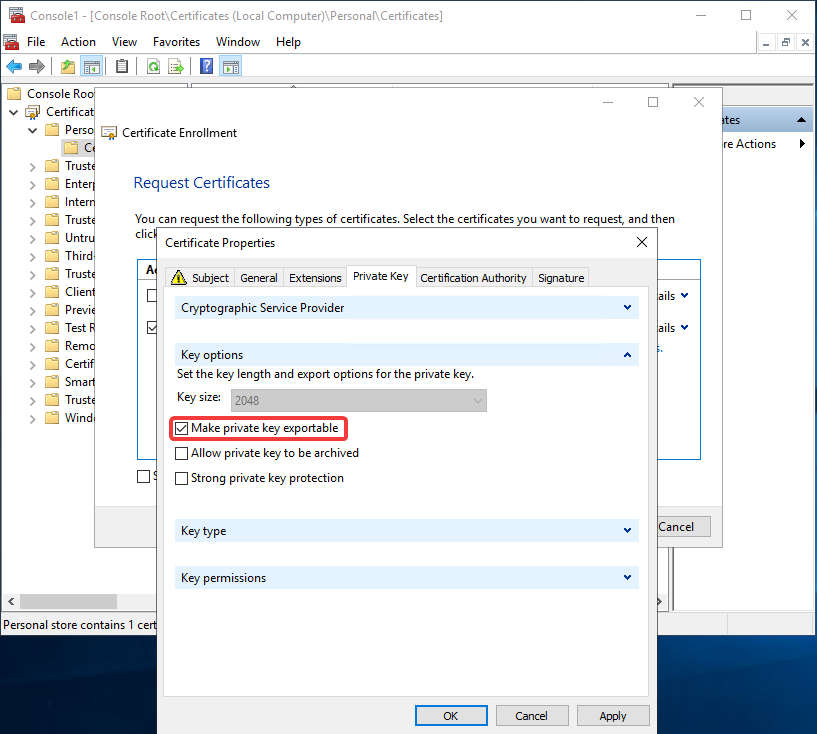 Console1 - [Console Root\Certificates (Local Computer)\Personal\Certificates]
File Action View Favorites Window Help
Console Roo
Certificat
Perso
Ce
Truste
Enterp
Interm
Truste
Untru
Third-
Truste
Client
Previe
Test R
Remo
Certif
Smart
Truste
Windo
ates
re Actions
Certificate Enrollment
Request Certificates
You can request the following types of certificates. Select the certificates you want to request, and then
click
ails
ails
s.
Cancel
Personal store contains 1 cert
Certificate Properties
Subject General Extensions Private Key Certification Authority Signature
Cryptographic Service Provider
Key options
Set the key length and export options for the private key.
Key size: 2048
Make private key exportable
Allow private key to be archived
Strong private key protection
Key type
Key permissions
OK Cancel Apply